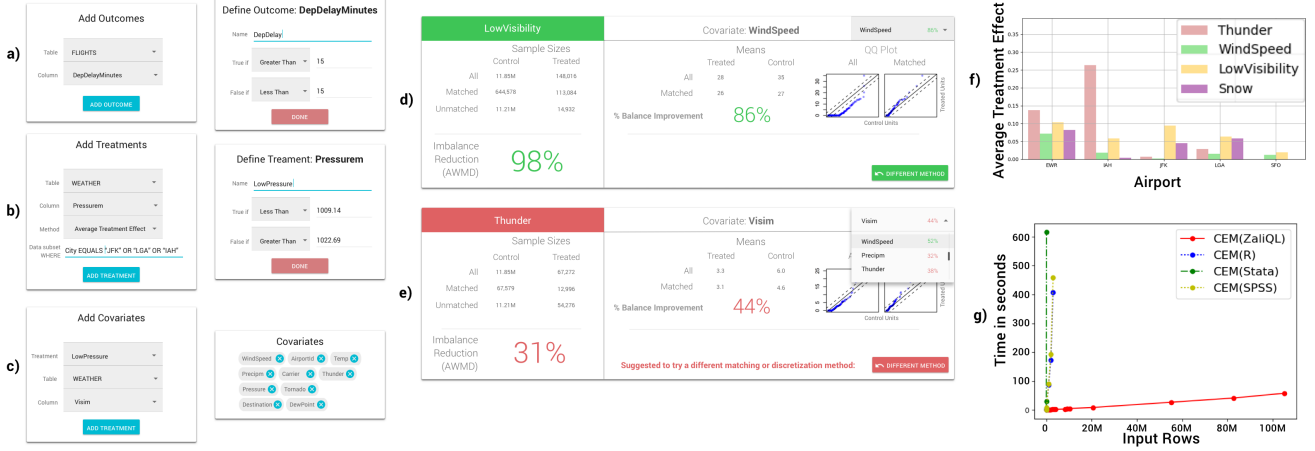 a)
Add Outcomes
Table
FLIGHTS
Column
DepDelayMinutes
ADD OUTCOME
Define Outcome: DepDelayMinutes
Name
DepDelay
True if
Greater Than
15
False if
Less Than
15
DONE
b)
Add Treatments
Table
WEATHER
Column
Pressurem
Method
Average Treatment Effect
Data subset
WHERE
City EQUALS "JFK" OR "LGA" OR "IAH"
ADD TREATMENT
Define Treament: Pressurem
Name
LowPressure
True if
Less Than
1009.14
False if
Greater Than
1022.69
DONE
c)
Add Covariates
Treatment
LowPressure
Table
WEATHER
Column
Visim
ADD TREATMENT
Covariates
WindSpeed AirportId Temp
Precipm Carrier Thunder
Pressure Tornado
Destination DewPoint
d)
LowVisibility
Sample Sizes
Control Treated
All 11.85M 148,016
Matched 644,578 113,084
Unmatched 11.21M 14,932
Imbalance
Reduction
(AWMD)
98%
Covariate: WindSpeed
WindSpeed 86%
Means
Treated Control
All 28 35
Matched 26 27
% Balance Improvement 86%
QQ Plot
All Matched
0 10 20 30
Treated Units
Control Units
DIFFERENT METHOD
e)
Thunder
Sample Sizes
Control Treated
All 11.85M 67,272
Matched 67,579 12,996
Unmatched 11.21M 54,276
Imbalance
Reduction
(AWMD)
31%
Covariate: Visim
Visim 44%
WindSpeed 92%
Precipm 32%
Thunder 38%
Means
Treated Control
All 3.3 6.0
Matched 3.1 4.6
% Balance Improvement 44%
0 5 15 25
Control Units
Suggested to try a different matching or discretization method:
DIFFERENT METHOD
f)
Average Treatment Effect
0.35
0.30
0.25
0.20
0.15
0.10
0.05
0.00
Thunder
WindSpeed
LowVisibility
Snow
EWR IAH JFK LGA SFO
Airport
g)
Time in seconds
600
500
400
300
200
100
0
CEM(ZaliQL)
CEM(R)
CEM(Stata)
CEM(SPSS)
0 20M 40M 60M 80M 100M
Input Rows